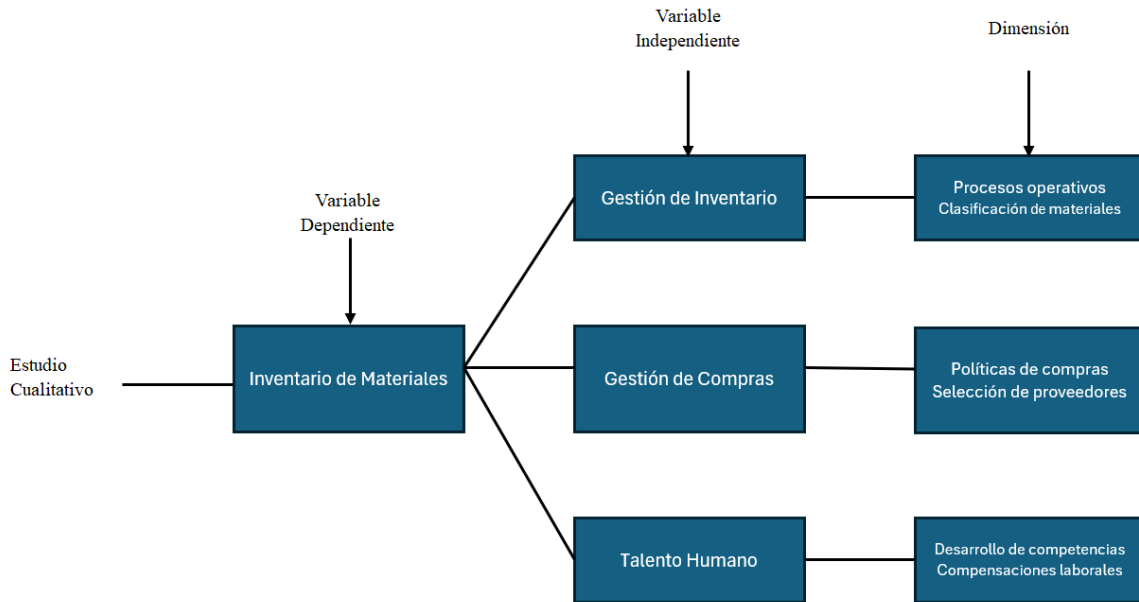 Variable
Independiente
Dimensión
Variable
Dependiente
Gestión de Inventario
Procesos operativos
Clasificación de materiales
Estudio
Cualitativo
Inventario de Materiales
Gestión de Compras
Políticas de compras
Selección de proveedores
Talento Humano
Desarrollo de competencias
Compensaciones laborales